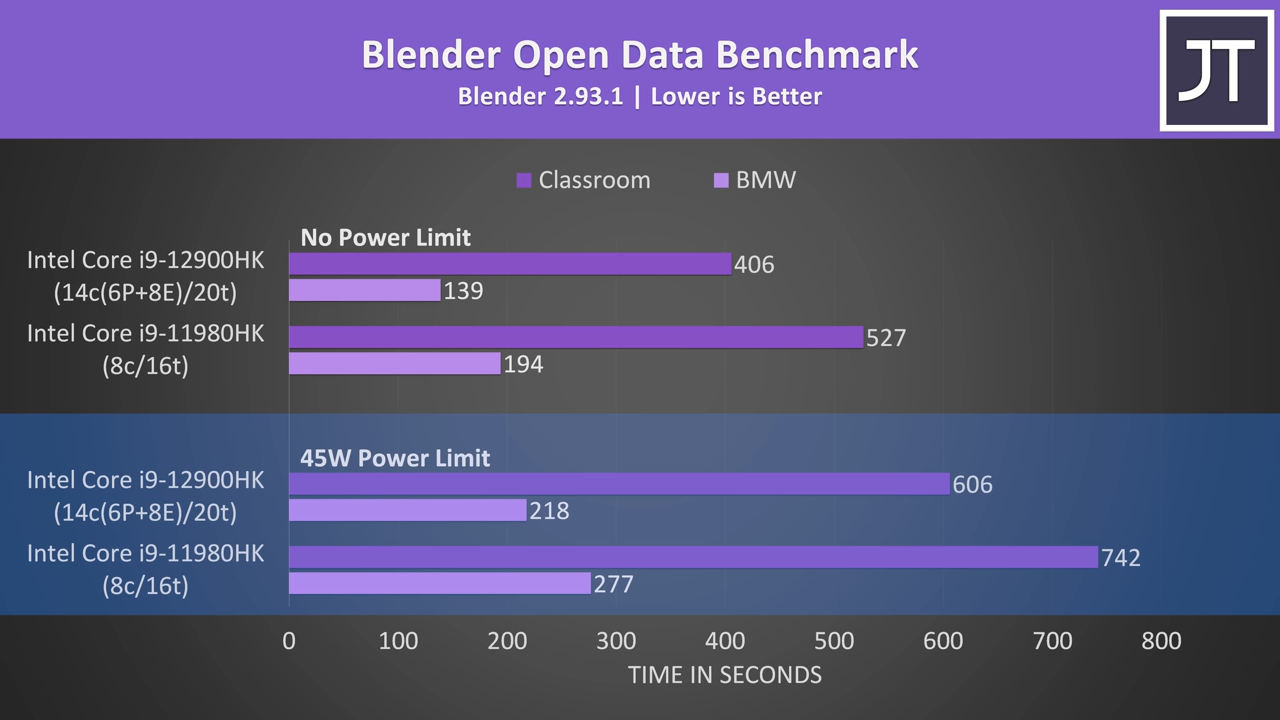 Blender Open Data Benchmark
Blender 2.93.1 | Lower is Better
JT
Classroom
BMW
No Power Limit
Intel Core i9-12900HK
(14c(6P+8E)/20t)
406
139
Intel Core i9-11980HK
(8c/16t)
527
194
45W Power Limit
Intel Core i9-12900HK
(14c(6P+8E)/20t)
606
218
Intel Core i9-11980HK
(8c/16t)
742
277
0 100 200 300 400 500 600 700 800
TIME IN SECONDS